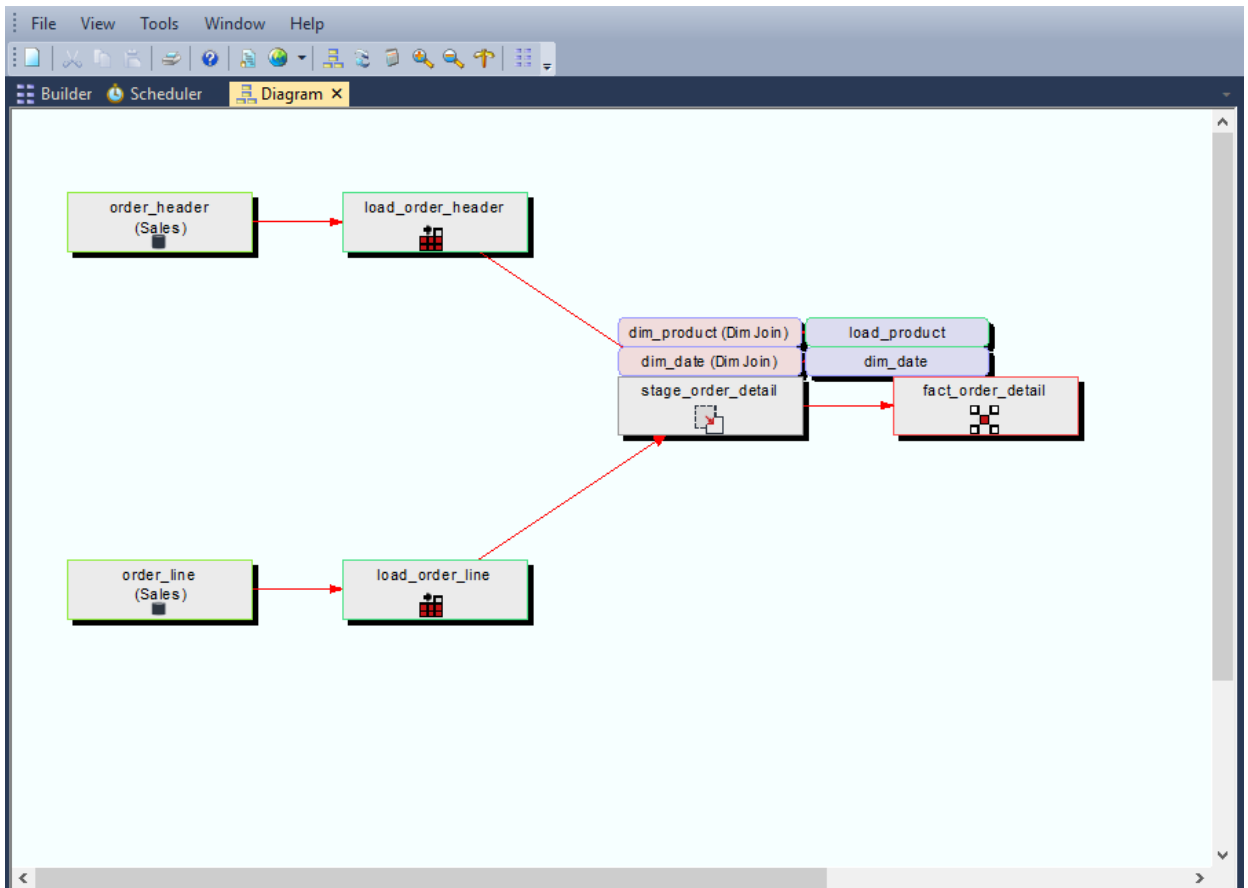 File View Tools Window Help
Builder Scheduler Diagram
order_header
(Sales)
load_order_header
dim_product (Dim Join) load_product
dim_date (Dim Join) dim_date
stage_order_detail
fact_order_detail
order_line
(Sales)
load_order_line